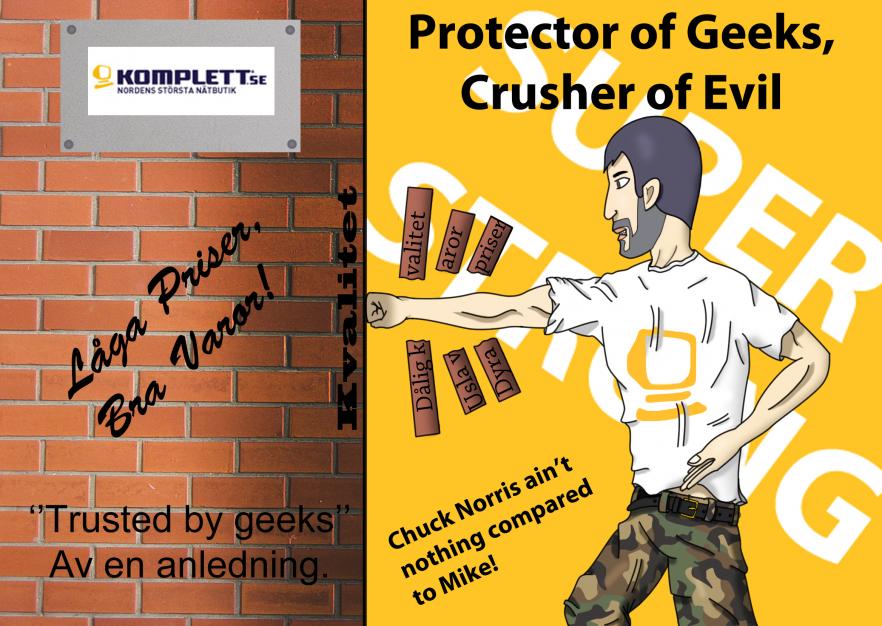 KOMPLETT.SE
NORDENS STÖRSTA NÄTBUTIK
Låga Priser,
Bra Varor!
"Trusted by geeks"
Av en anledning.
Kvalitet
Protector of Geeks,
Crusher of Evil
SUPER
STRONG
valitet
aror
priser
Dålig k
Usla v
Dyra
Chuck Norris ain't
nothing compared
to Mike!